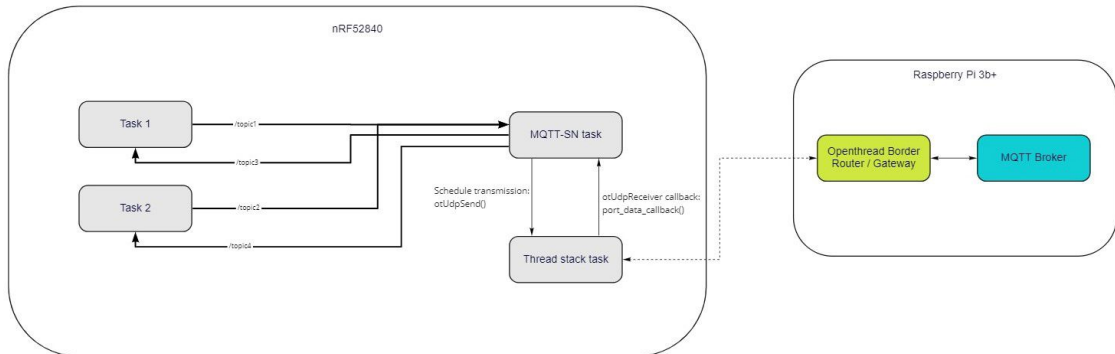 nRF52840
Raspberry Pi 3b+
Task 1
/topic1
MQTT-SN task
/topic3
Openthread Border
Router / Gateway
MQTT Broker
Task 2
/topic2
/topic4
Schedule transmission:
otUdpSend()
otUdpReceiver callback:
port_data_callback()
Thread stack task